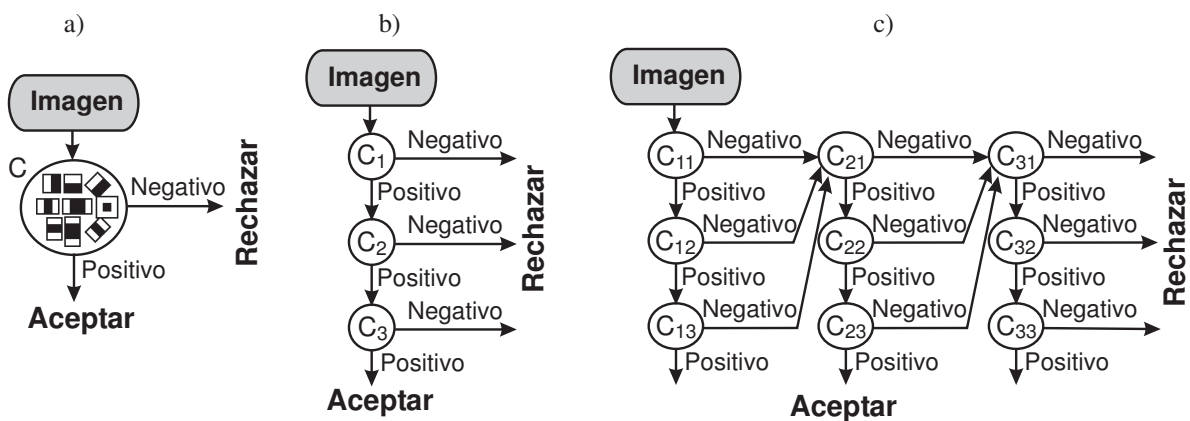 a)
Imagen
C
Negativo
Rechazar
Positivo
Aceptar
b)
Imagen
C1
Negativo
Positivo
C2
Negativo
Positivo
C3
Negativo
Positivo
Rechazar
Aceptar
c)
Imagen
C11 Negativo C21 Negativo C31 Negativo
Positivo Positivo Positivo
C12 Negativo C22 Negativo C32 Negativo
Positivo Positivo Positivo
C13 Negativo C23 Negativo C33 Negativo
Positivo Positivo Positivo
Rechazar
Aceptar